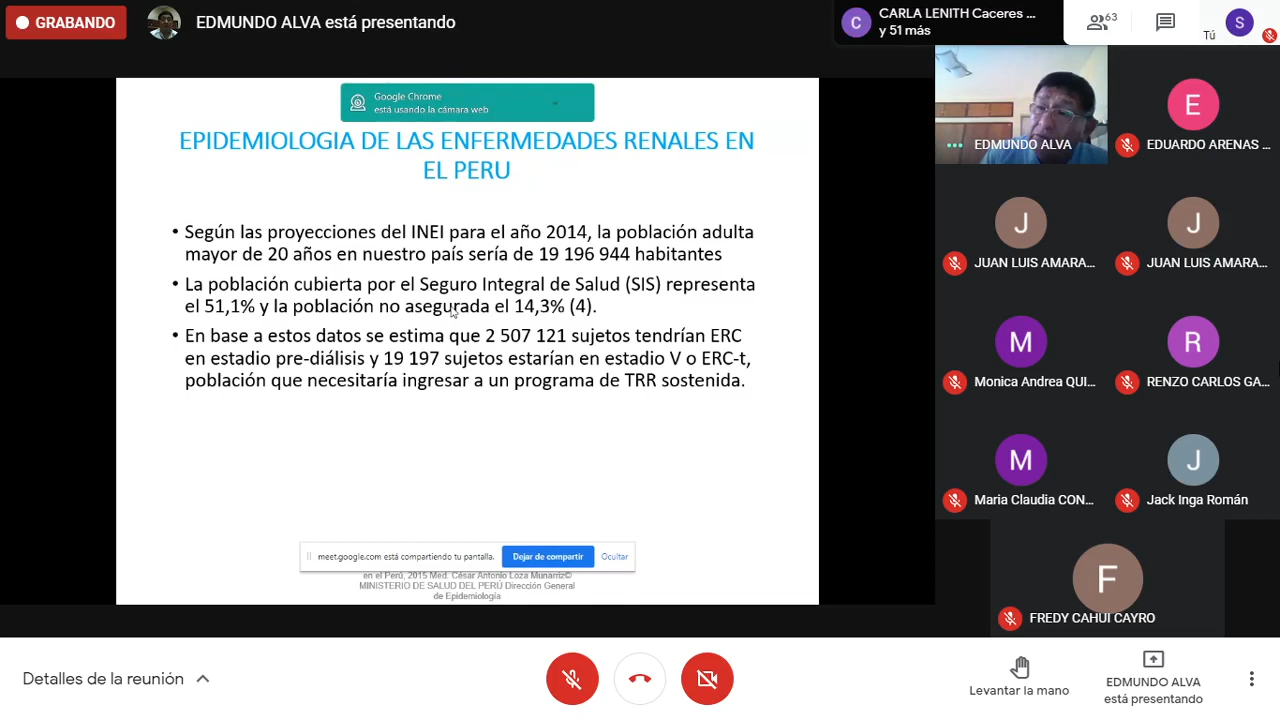 GRABANDO
EDMUNDO ALVA está presentando
CARLA LENITH Caceres ...
y 51 más
63
Tú
S
C
Google Chrome
está usando la cámara web
EPIDEMIOLOGIA DE LAS ENFERMEDADES RENALES EN
EL PERU
• Según las proyecciones del INEI para el año 2014, la población adulta
mayor de 20 años en nuestro país sería de 19 196 944 habitantes
• La población cubierta por el Seguro Integral de Salud (SIS) representa
el 51,1% y la población no asegurada el 14,3% (4).
• En base a estos datos se estima que 2 507 121 sujetos tendrían ERC
en estadio pre-diálisis y 19 197 sujetos estarían en estadio V o ERC-t,
población que necesitaría ingresar a un programa de TRR sostenida.
meet.google.com está compartiendo tu pantalla.
Dejar de compartir
Ocultar
en el Perú, 2015 Med. César Antonio Loza Munarriz©
MINISTERIO DE SALUD DEL PERÚ Dirección General
de Epidemiología
EDMUNDO ALVA
E
EDUARDO ARENAS ...
J
JUAN LUIS AMARA...
J
JUAN LUIS AMARA...
M
Monica Andrea QUI...
R
RENZO CARLOS GA...
M
Maria Claudia CON...
J
Jack Inga Román
F
FREDY CAHUI CAYRO
Detalles de la reunión
Levantar la mano
EDMUNDO ALVA
está presentando